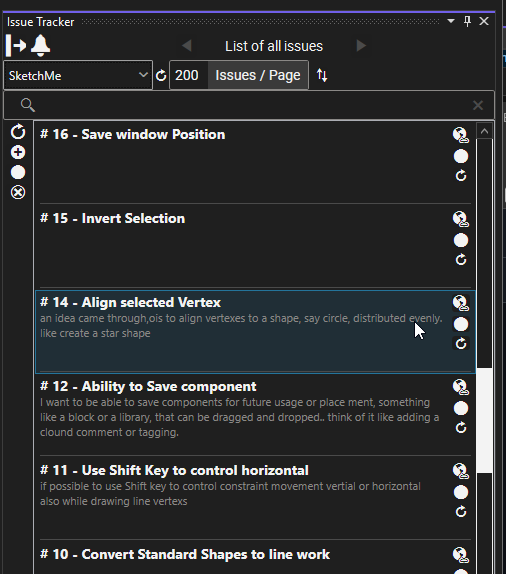 Issue Tracker
List of all issues
SketchMe
200 Issues / Page
# 16 - Save window Position
# 15 - Invert Selection
# 14 - Align selected Vertex
an idea came through,ois to align vertexes to a shape, say circle, distributed evenly.
like create a star shape
# 12 - Ability to Save component
I want to be able to save components for future usage or place ment, something
like a block or a library, that can be dragged and dropped.. think of it like adding a
clound comment or tagging.
# 11 - Use Shift Key to control horizontal
if possible to use Shift key to control constraint movement vertial or horizontal
also while drawing line vertexs
# 10 - Convert Standard Shapes to line work